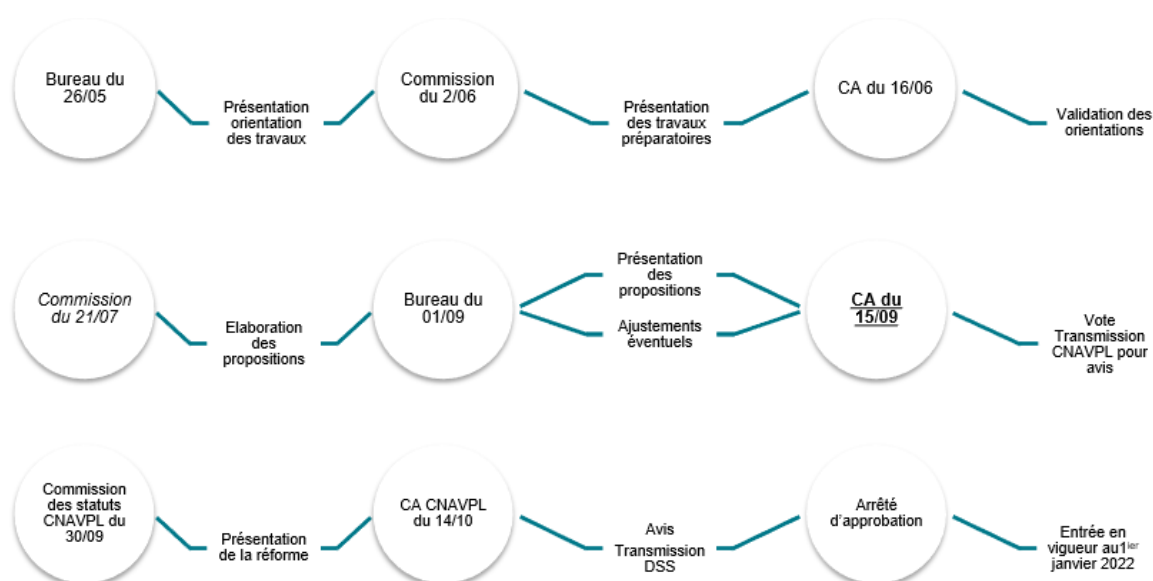 Bureau du
26/05
Présentation
orientation
des travaux
Commission
du 2/06
Présentation
des travaux
préparatoires
CA du 16/06
Validation des
orientations
Commission
du 21/07
Elaboration
des
propositions
Bureau du
01/09
Présentation
des
propositions
Ajustements
éventuels
CA du
15/09
Vote
Transmission
CNAVPL pour
avis
Commission
des statuts
CNAVPL du
30/09
Présentation
de la réforme
CA CNAVPL
du 14/10
Avis
Transmission
DSS
Arrêté
d'approbation
Entrée en
vigueur au1ier
janvier 2022